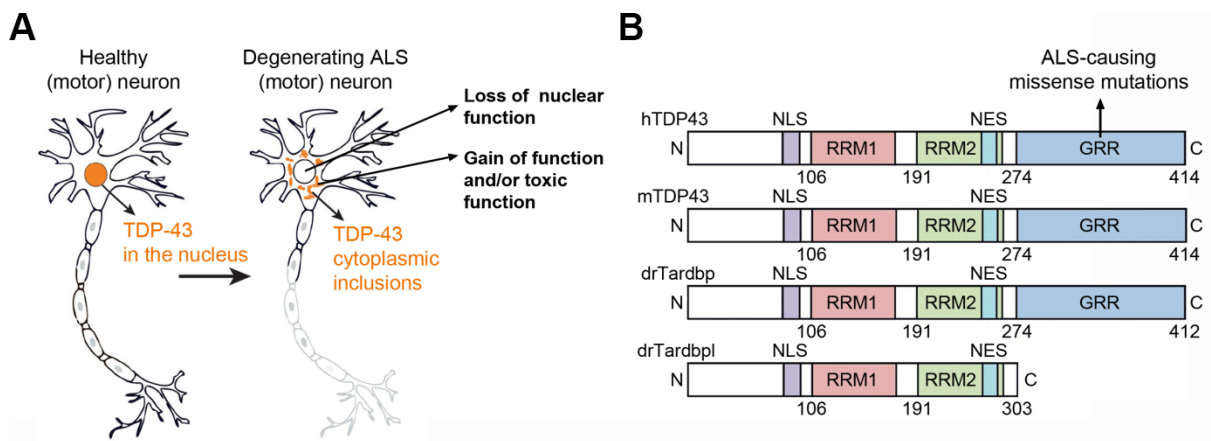 A
Healthy
(motor) neuron
Degenerating ALS
(motor) neuron
Loss of nuclear
function
Gain of function
and/or toxic
function
TDP-43
in the nucleus
TDP-43
cytoplasmic
inclusions
B
ALS-causing
missense mutations
hTDP43
NLS
NES
N
RRM1
RRM2
GRR
C
106
191
274
414
mTDP43
NLS
NES
N
RRM1
RRM2
GRR
C
106
191
274
414
drTardbp
NLS
NES
N
RRM1
RRM2
GRR
C
106
191
274
412
drTardbpl
NLS
NES
N
RRM1
RRM2
C
106
191
303